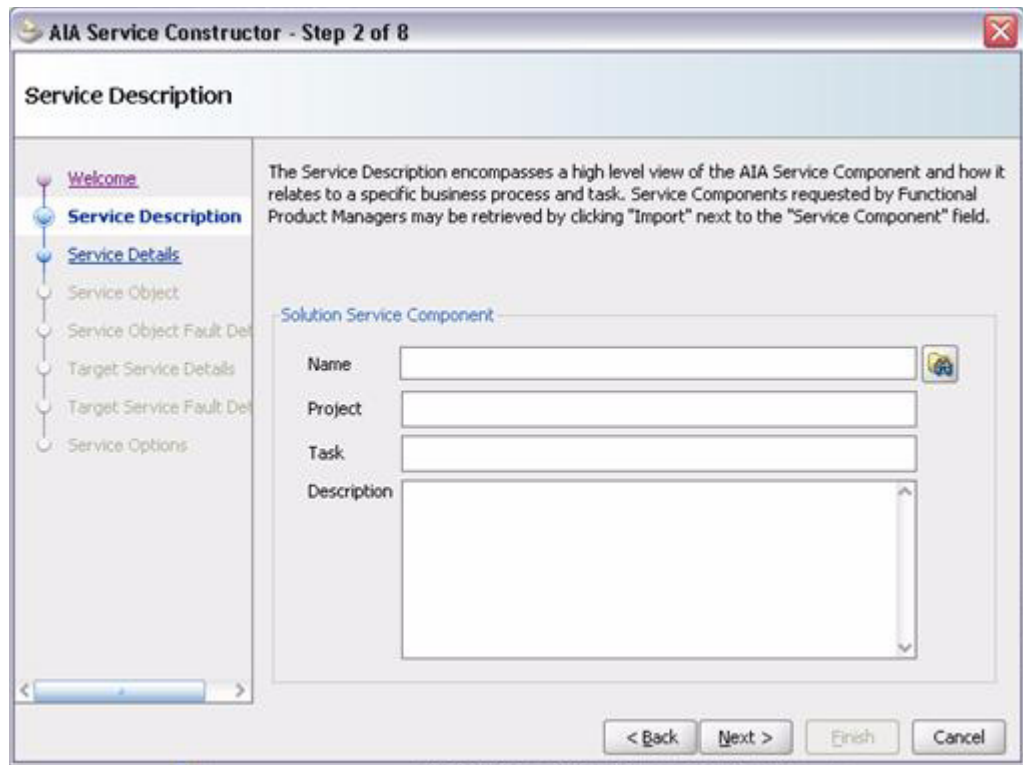 AIA Service Constructor - Step 2 of 8
Service Description
Welcome
Service Description
Service Details
Service Object
Service Object Fault Det
Target Service Details
Target Service Fault Det
Service Options
The Service Description encompasses a high level view of the AIA Service Component and how it
relates to a specific business process and task. Service Components requested by Functional
Product Managers may be retrieved by clicking "Import" next to the "Service Component" field.
Solution Service Component
Name
Project
Task
Description
< Back
Next >
Finish
Cancel